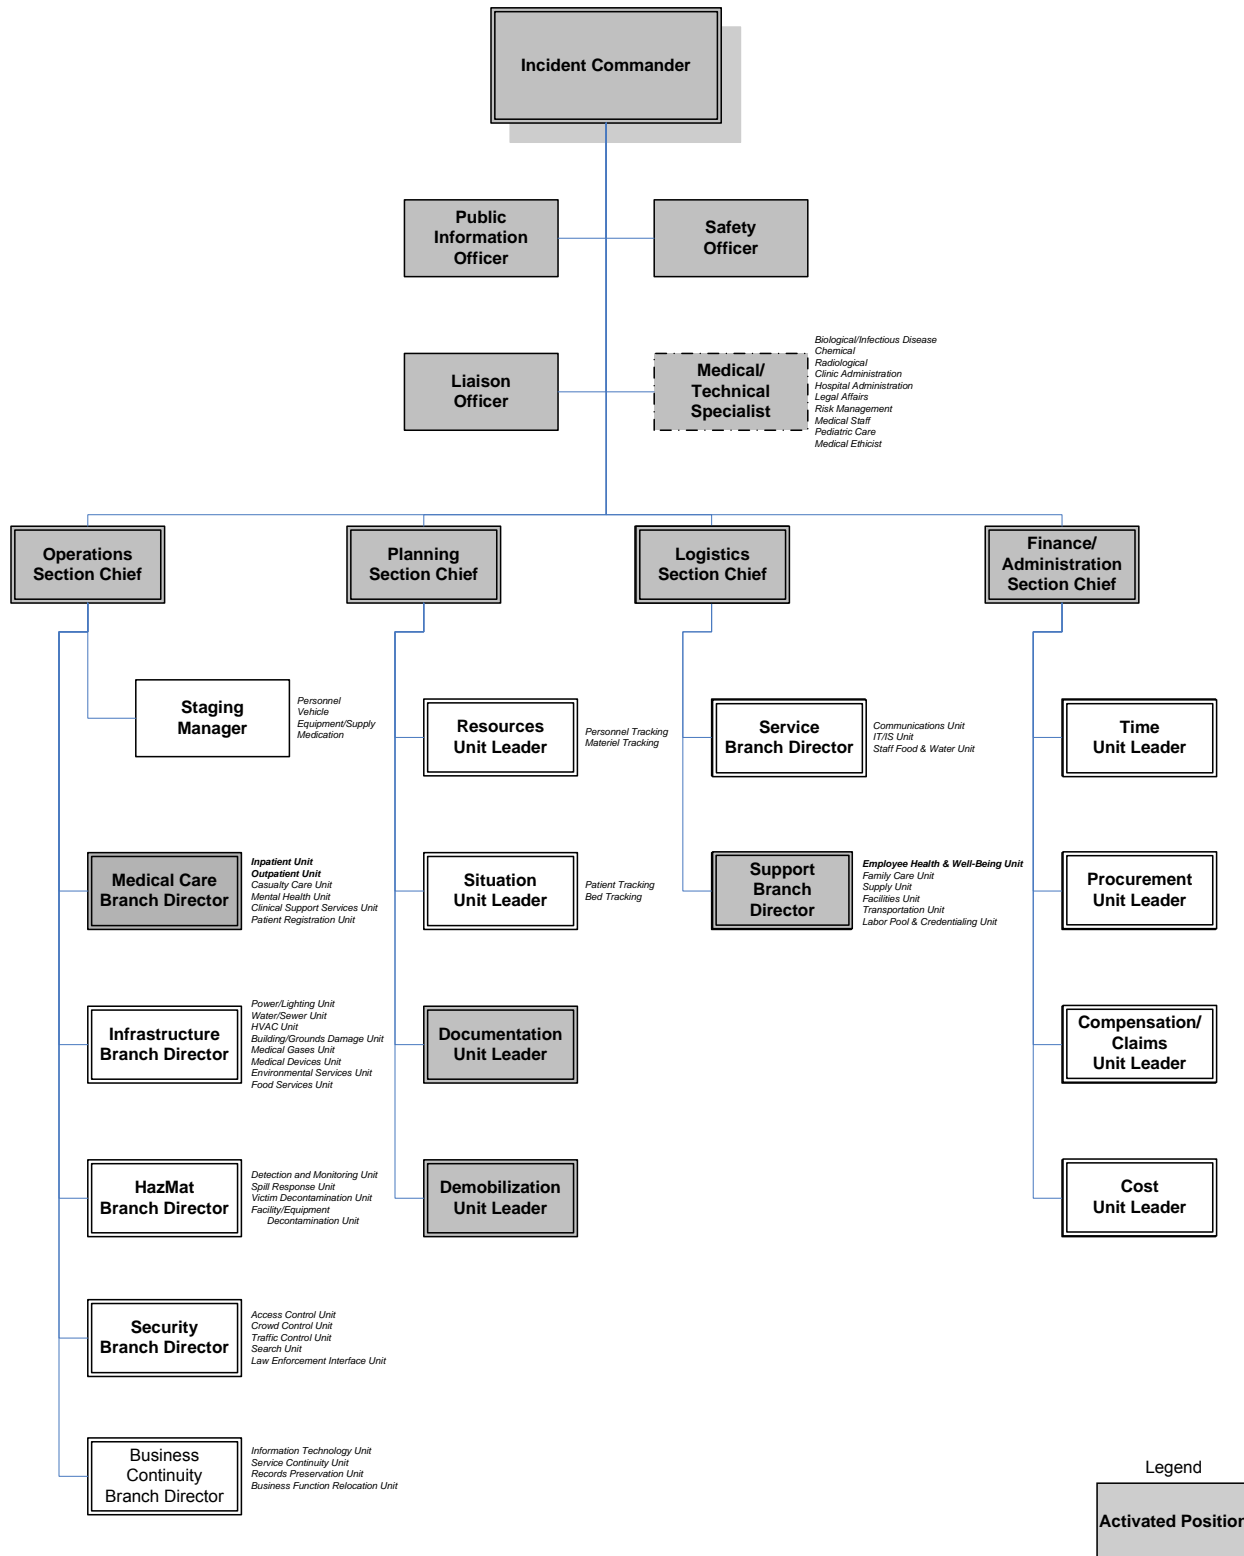 Incident Commander
Public
Information
Officer
Safety
Officer
Liaison
Officer
Medical/
Technical
Specialist
Biological/Infectious Disease
Chemical
Radiological
Clinic Administration
Hospital Administration
Legal Affairs
Risk Management
Medical Staff
Pediatric Care
Medical Ethicist
Operations
Section Chief
Planning
Section Chief
Logistics
Section Chief
Finance/
Administration
Section Chief
Staging
Manager
Personnel
Vehicle
Equipment/Supply
Medication
Resources
Unit Leader
Personnel Tracking
Materiel Tracking
Service
Branch Director
Communications Unit
IT/IS Unit
Staff Food & Water Unit
Time
Unit Leader
Medical Care
Branch Director
Inpatient Unit
Outpatient Unit
Casualty Care Unit
Mental Health Unit
Clinical Support Services Unit
Patient Registration Unit
Situation
Unit Leader
Patient Tracking
Bed Tracking
Support
Branch
Director
Employee Health & Well-Being Unit
Family Care Unit
Supply Unit
Facilities Unit
Transportation Unit
Labor Pool & Credentialing Unit
Procurement
Unit Leader
Infrastructure
Branch Director
Power/Lighting Unit
Water/Sewer Unit
HVAC Unit
Building/Grounds Damage Unit
Medical Gases Unit
Medical Devices Unit
Environmental Services Unit
Food Services Unit
Documentation
Unit Leader
Compensation/
Claims
Unit Leader
HazMat
Branch Director
Detection and Monitoring Unit
Spill Response Unit
Victim Decontamination Unit
Facility/Equipment
Decontamination Unit
Demobilization
Unit Leader
Cost
Unit Leader
Security
Branch Director
Access Control Unit
Crowd Control Unit
Traffic Control Unit
Search Unit
Law Enforcement Interface Unit
Business
Continuity
Branch Director
Information Technology Unit
Service Continuity Unit
Records Preservation Unit
Business Function Relocation Unit
Legend
Activated Position